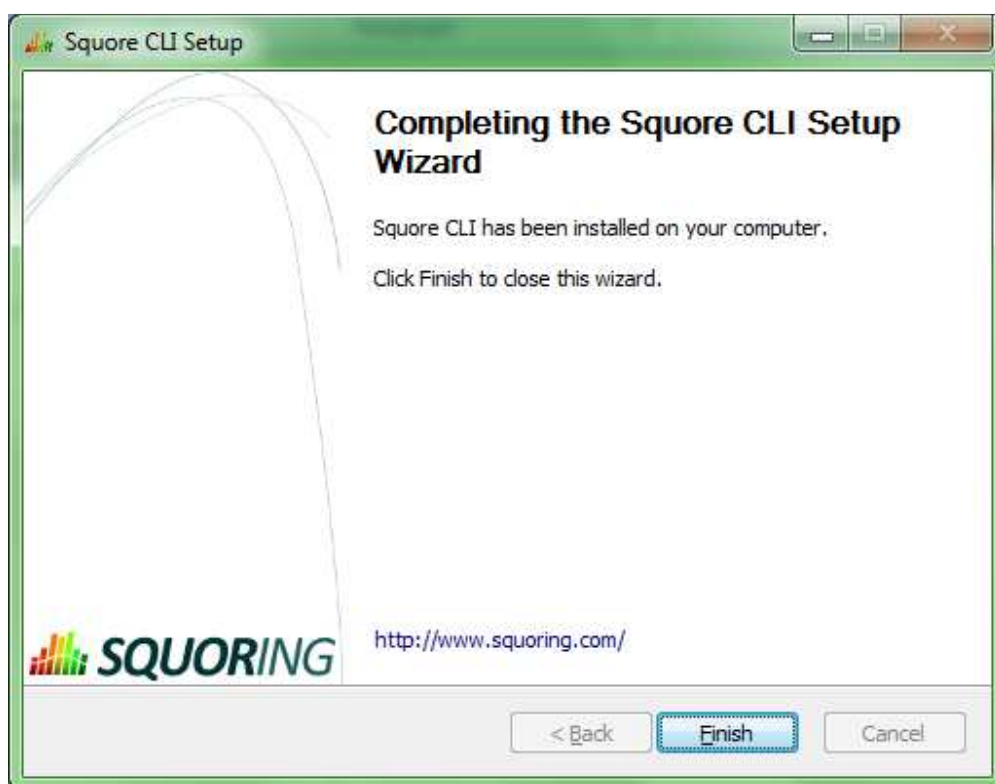 Squore CLI Setup
Completing the Squore CLI Setup
Wizard
Squore CLI has been installed on your computer.
Click Finish to close this wizard.
SQUORING
http://www.squoring.com/
< Back
Finish
Cancel